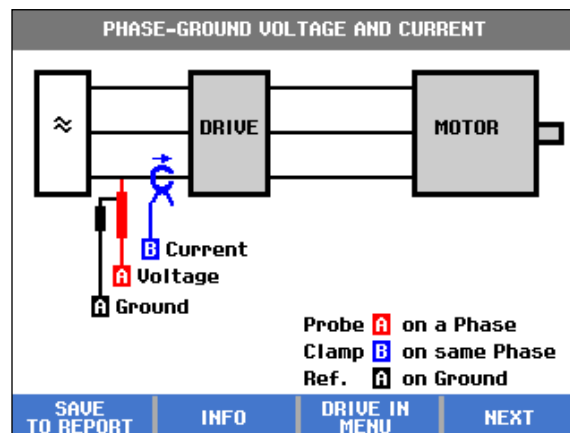 PHASE-GROUND VOLTAGE AND CURRENT
≈
DRIVE
MOTOR
B Current
A Voltage
A Ground
Probe A on a Phase
Clamp B on same Phase
Ref. A on Ground
SAVE
TO REPORT
INFO
DRIVE IN
MENU
NEXT